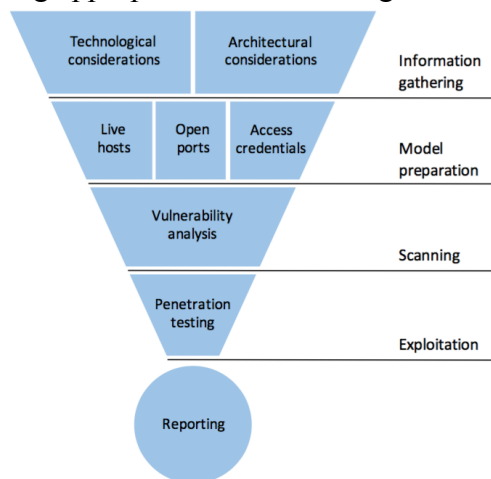 Technological
considerations
Architectural
considerations
Information
gathering
Live
hosts
Open
ports
Access
credentials
Model
preparation
Vulnerability
analysis
Scanning
Penetration
testing
Exploitation
Reporting